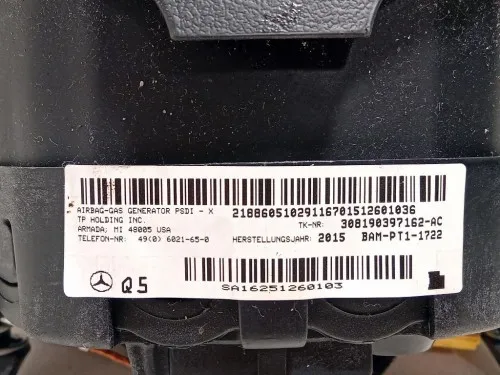 AIRBAG-GAS GENERATOR PSDI - X
TP HOLDING INC.
ARMADA; MI 48005 USA
TELEFON-NR: 49(0) 6021-65-0
21886051029116701512601036
TK-NR: 308190397162-AC
HERSTELLUNGSJAHR: 2015 BAM-PT1-1722
Q5
SA16251260103